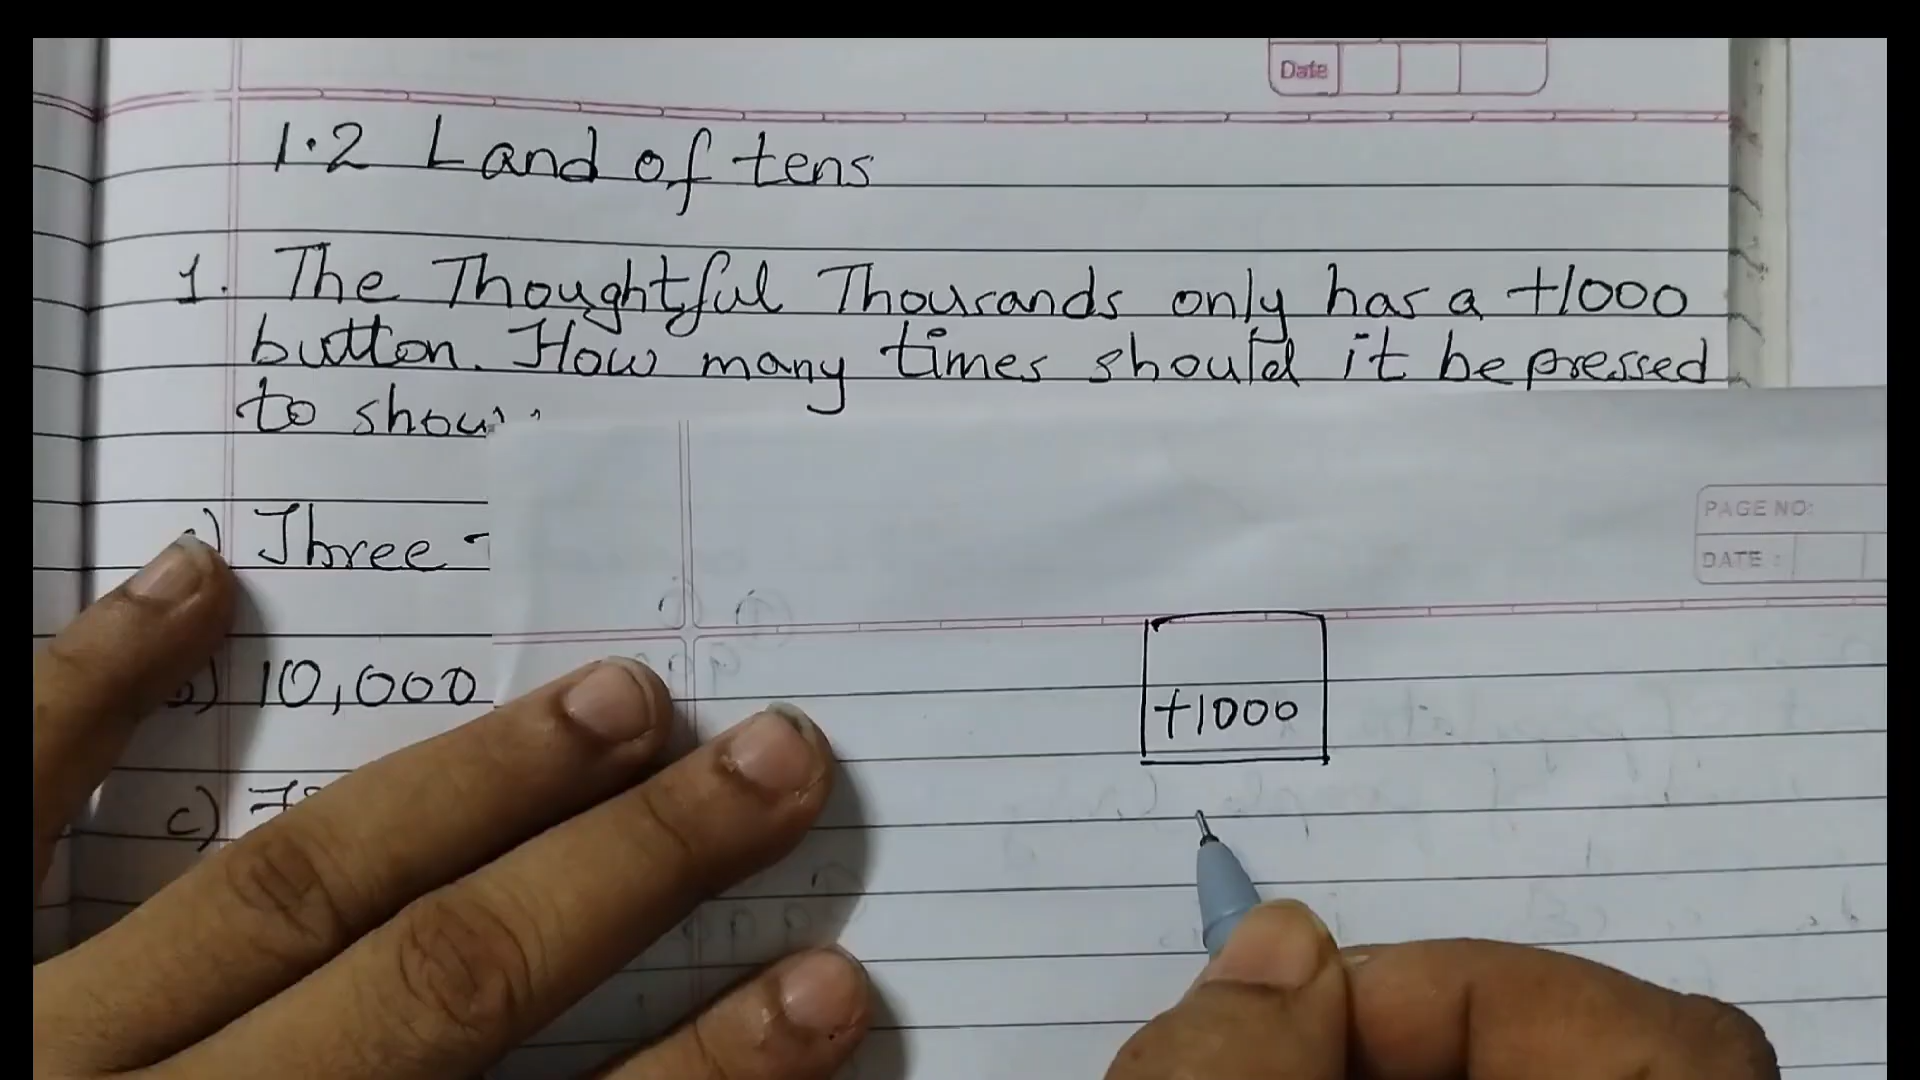 Date
1.2 Land of tens
1. The Thoughtful Thousands only has a +1000
button. How many times should it be pressed
to show:
PAGE NO:
DATE :
a) Three
b) 10,000
+1000
c)